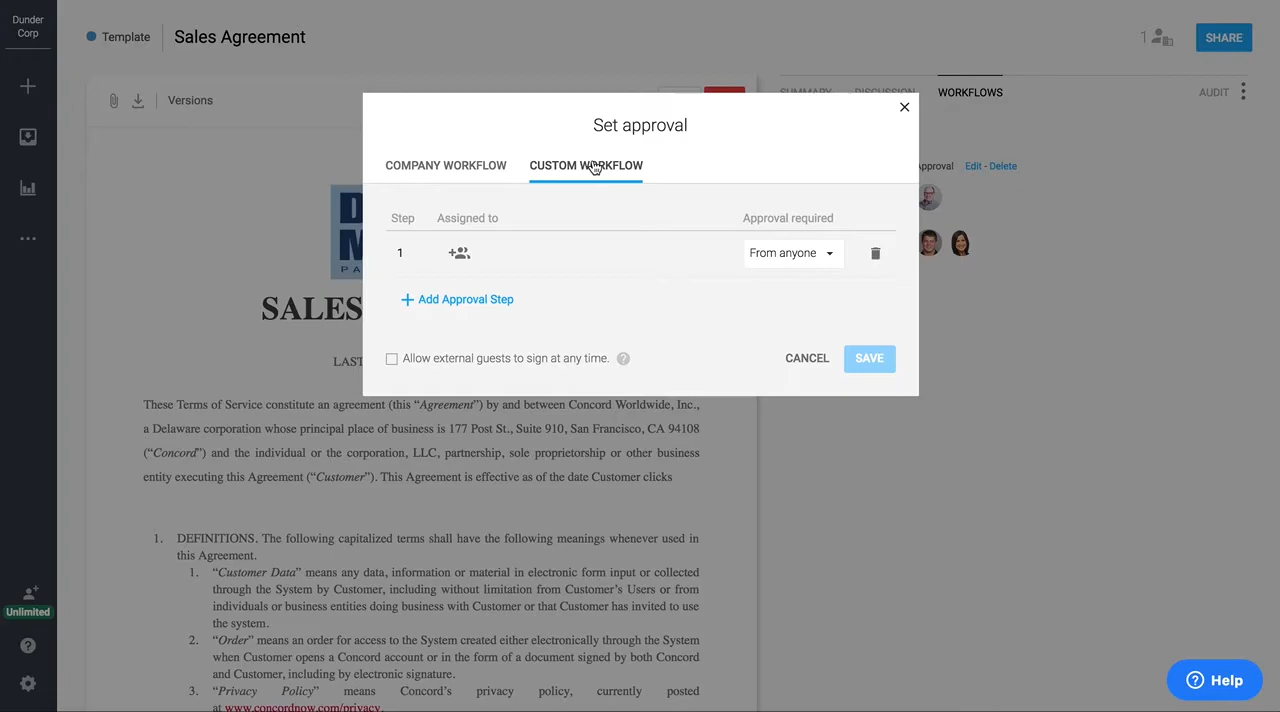 Dunder
Corp
Template
Sales Agreement
1
SHARE
Versions
SUMMARY
DISCUSSION
WORKFLOWS
AUDIT
Set approval
COMPANY WORKFLOW
CUSTOM WORKFLOW
Approval
Edit - Delete
Step
Assigned to
Approval required
1
From anyone
+ Add Approval Step
Allow external guests to sign at any time. ?
CANCEL
SAVE
D
M
PA
SALES
LAST
These Terms of Service constitute an agreement (this “Agreement”) by and between Concord Worldwide, Inc.,
a Delaware corporation whose principal place of business is 177 Post St., Suite 910, San Francisco, CA 94108
(“Concord”) and the individual or the corporation, LLC, partnership, sole proprietorship or other business
entity executing this Agreement (“Customer”). This Agreement is effective as of the date Customer clicks
1. DEFINITIONS. The following capitalized terms shall have the following meanings whenever used in
this Agreement.
1. “Customer Data” means any data, information or material in electronic form input or collected
through the System by Customer, including without limitation from Customer’s Users or from
individuals or business entities doing business with Customer or that Customer has invited to use
the system.
2. “Order” means an order for access to the System created either electronically through the System
when Customer opens a Concord account or in the form of a document signed by both Concord
and Customer, including by electronic signature.
3. “Privacy Policy” means Concord’s privacy policy, currently posted
at www.concordnow.com/privacy.
Unlimited
? Help